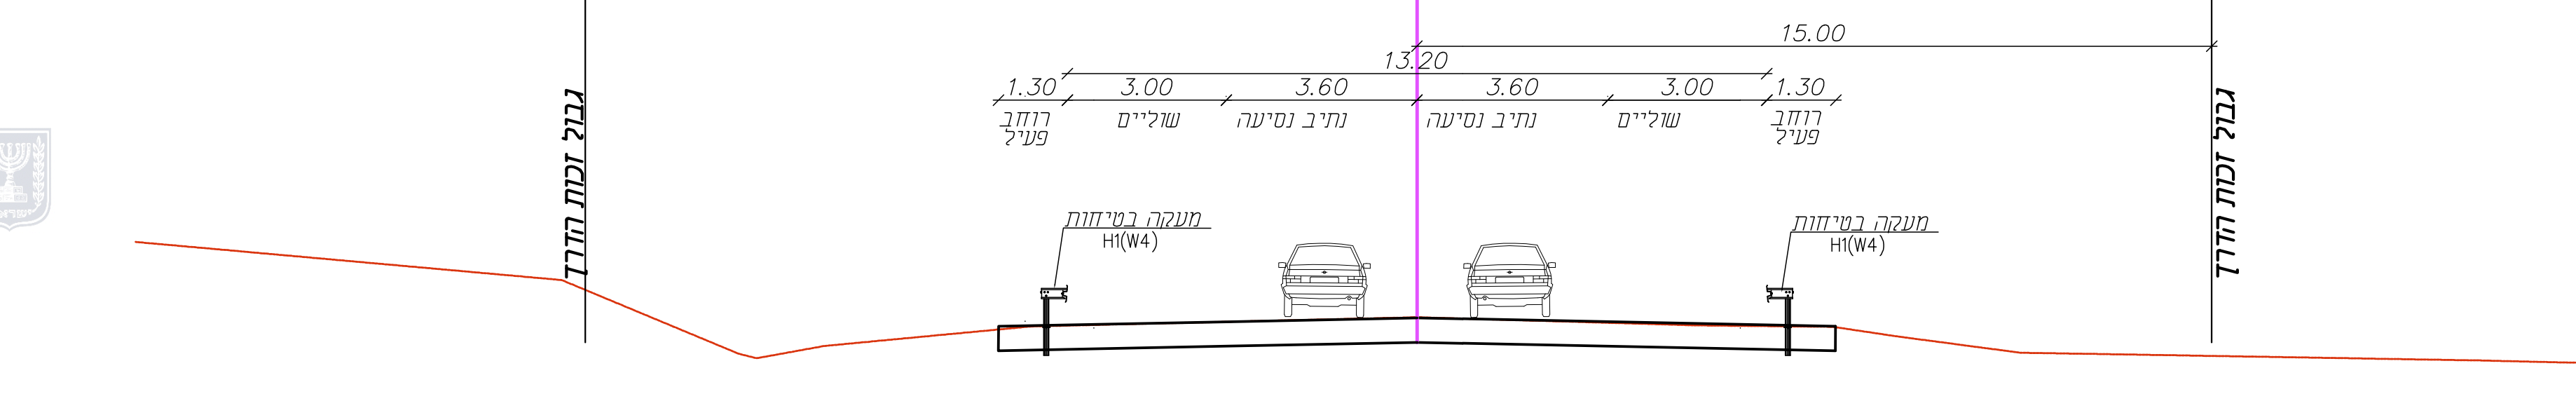 15.00
13.20
1.30 3.00 3.60 3.60 3.00 1.30
רוחב פעיל
שוליים
נתיב נסיעה
נתיב נסיעה
שוליים
רוחב פעיל
גבול זכות הדרך
גבול זכות הדרך
מעקה בטיחות
H1(W4)
מעקה בטיחות
H1(W4)